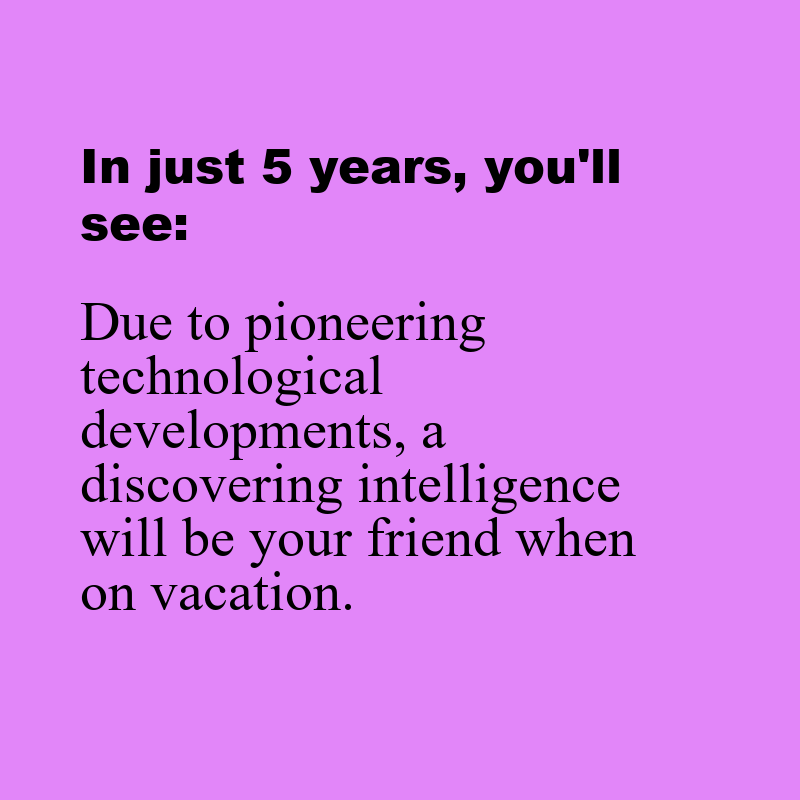 In just 5 years, you'll
see:
Due to pioneering
technological
developments, a
discovering intelligence
will be your friend when
on vacation.